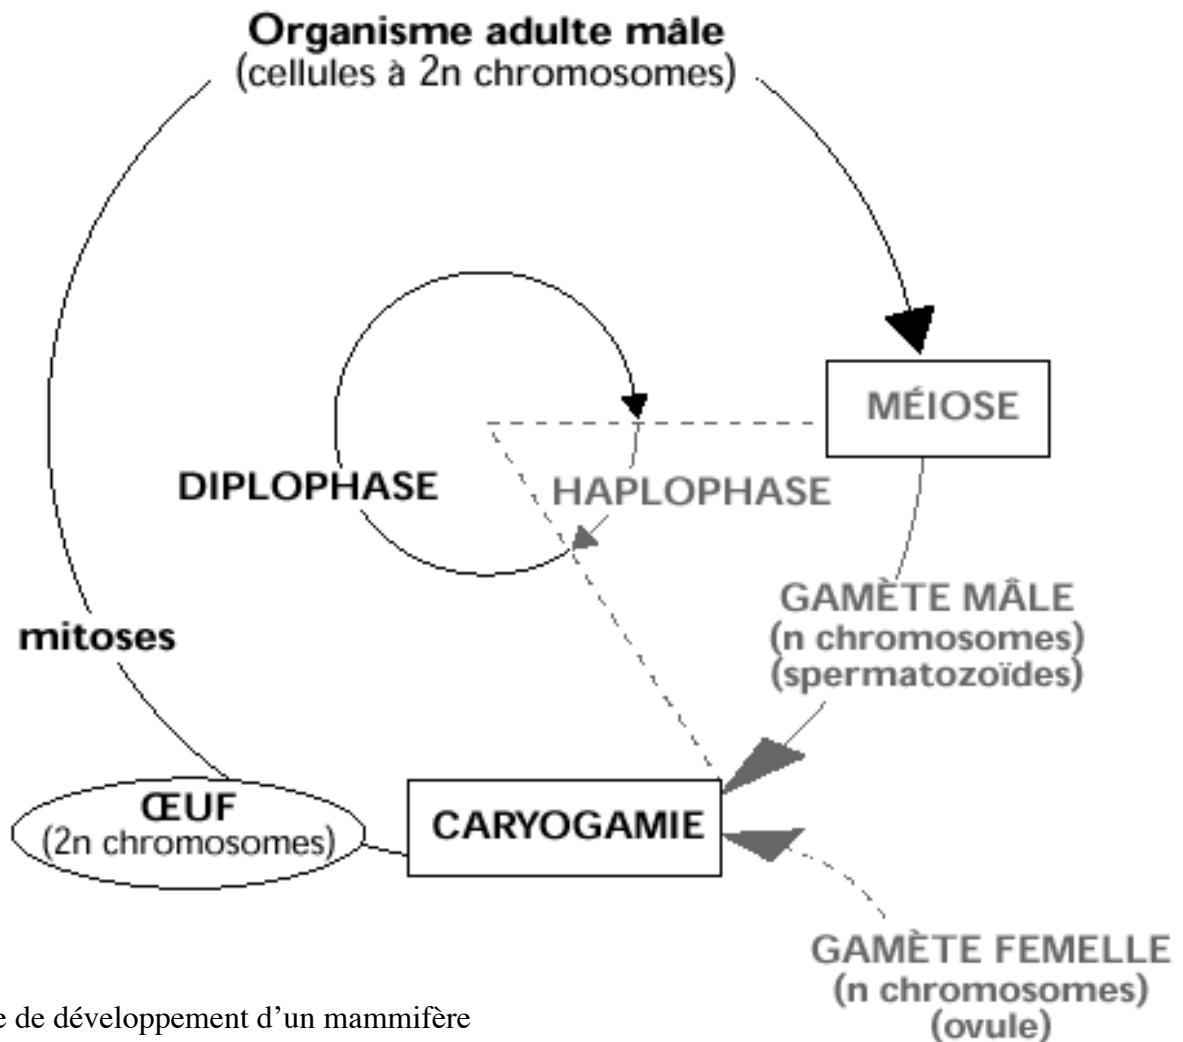 Organisme adulte mâle
(cellules à 2n chromosomes)
MÉIOSE
DIPLOPHASE
HAPLOPHASE
GAMÈTE MÂLE
(n chromosomes)
(spermatozoïdes)
mitoses
ŒUF
(2n chromosomes)
CARYOGAMIE
GAMÈTE FEMELLE
(n chromosomes)
(ovule)
de développement d’un mammifère